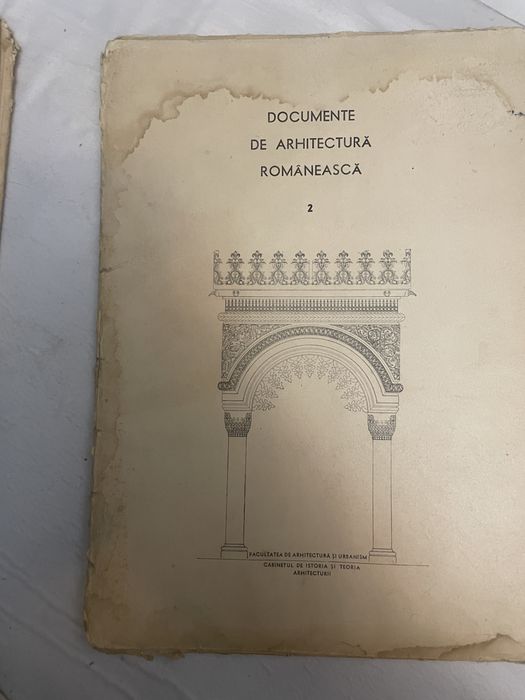 DOCUMENTE
DE ARHITECTURĂ
ROMÂNEASCĂ
2
FACULTATEA DE ARHITECTURĂ ȘI URBANISM
CABINETUL DE ISTORIA ȘI TEORIA
ARHITECTURII